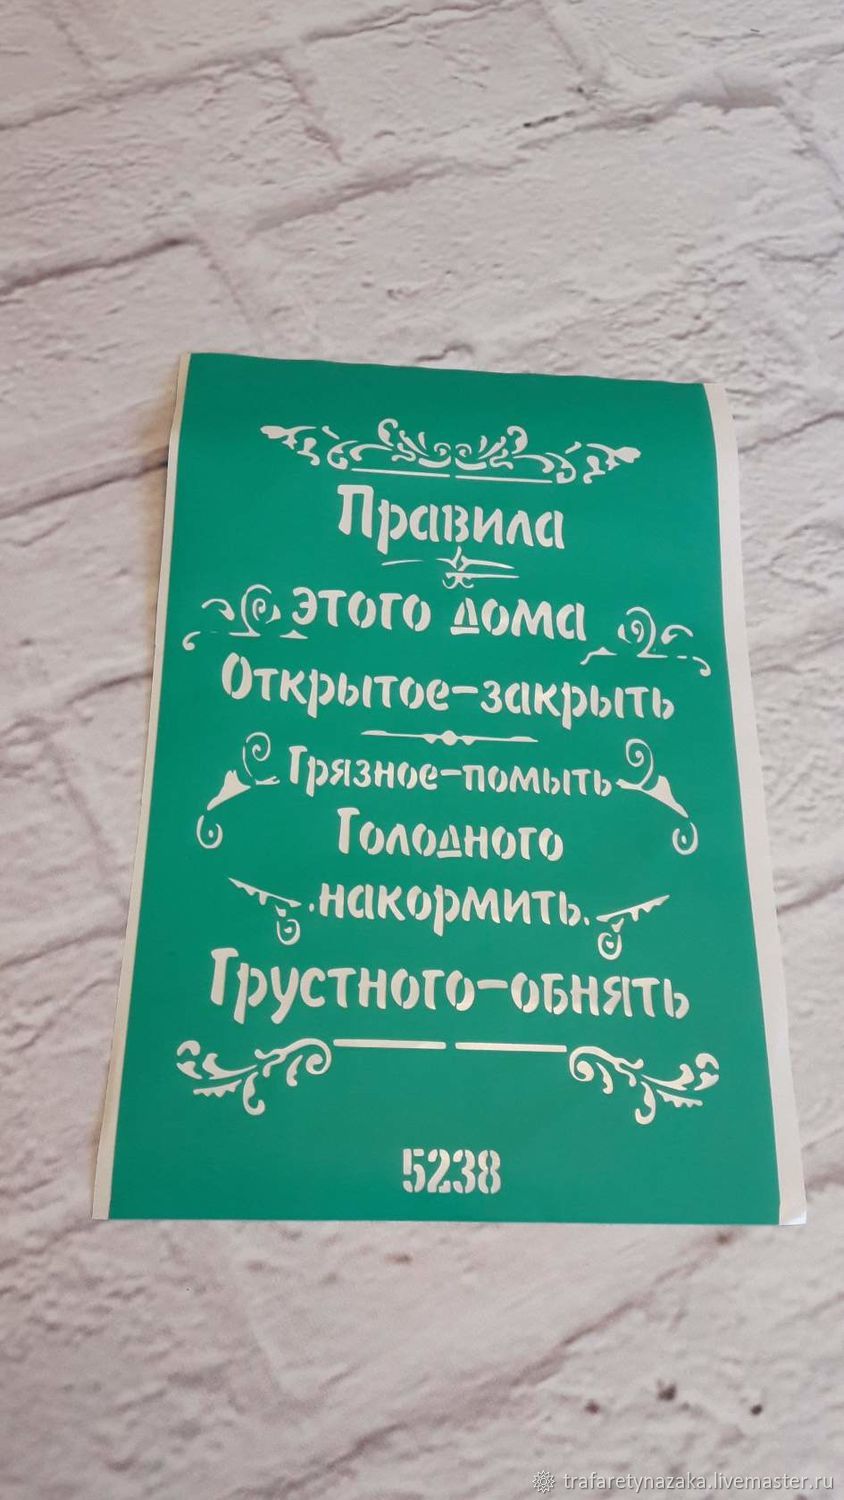 Правила
этого дома
Открытое-закрыть
Грязное-помыть
Голодного
накормить.
Грустного-обнять
5238
trafaretynazaka.livemaster.ru